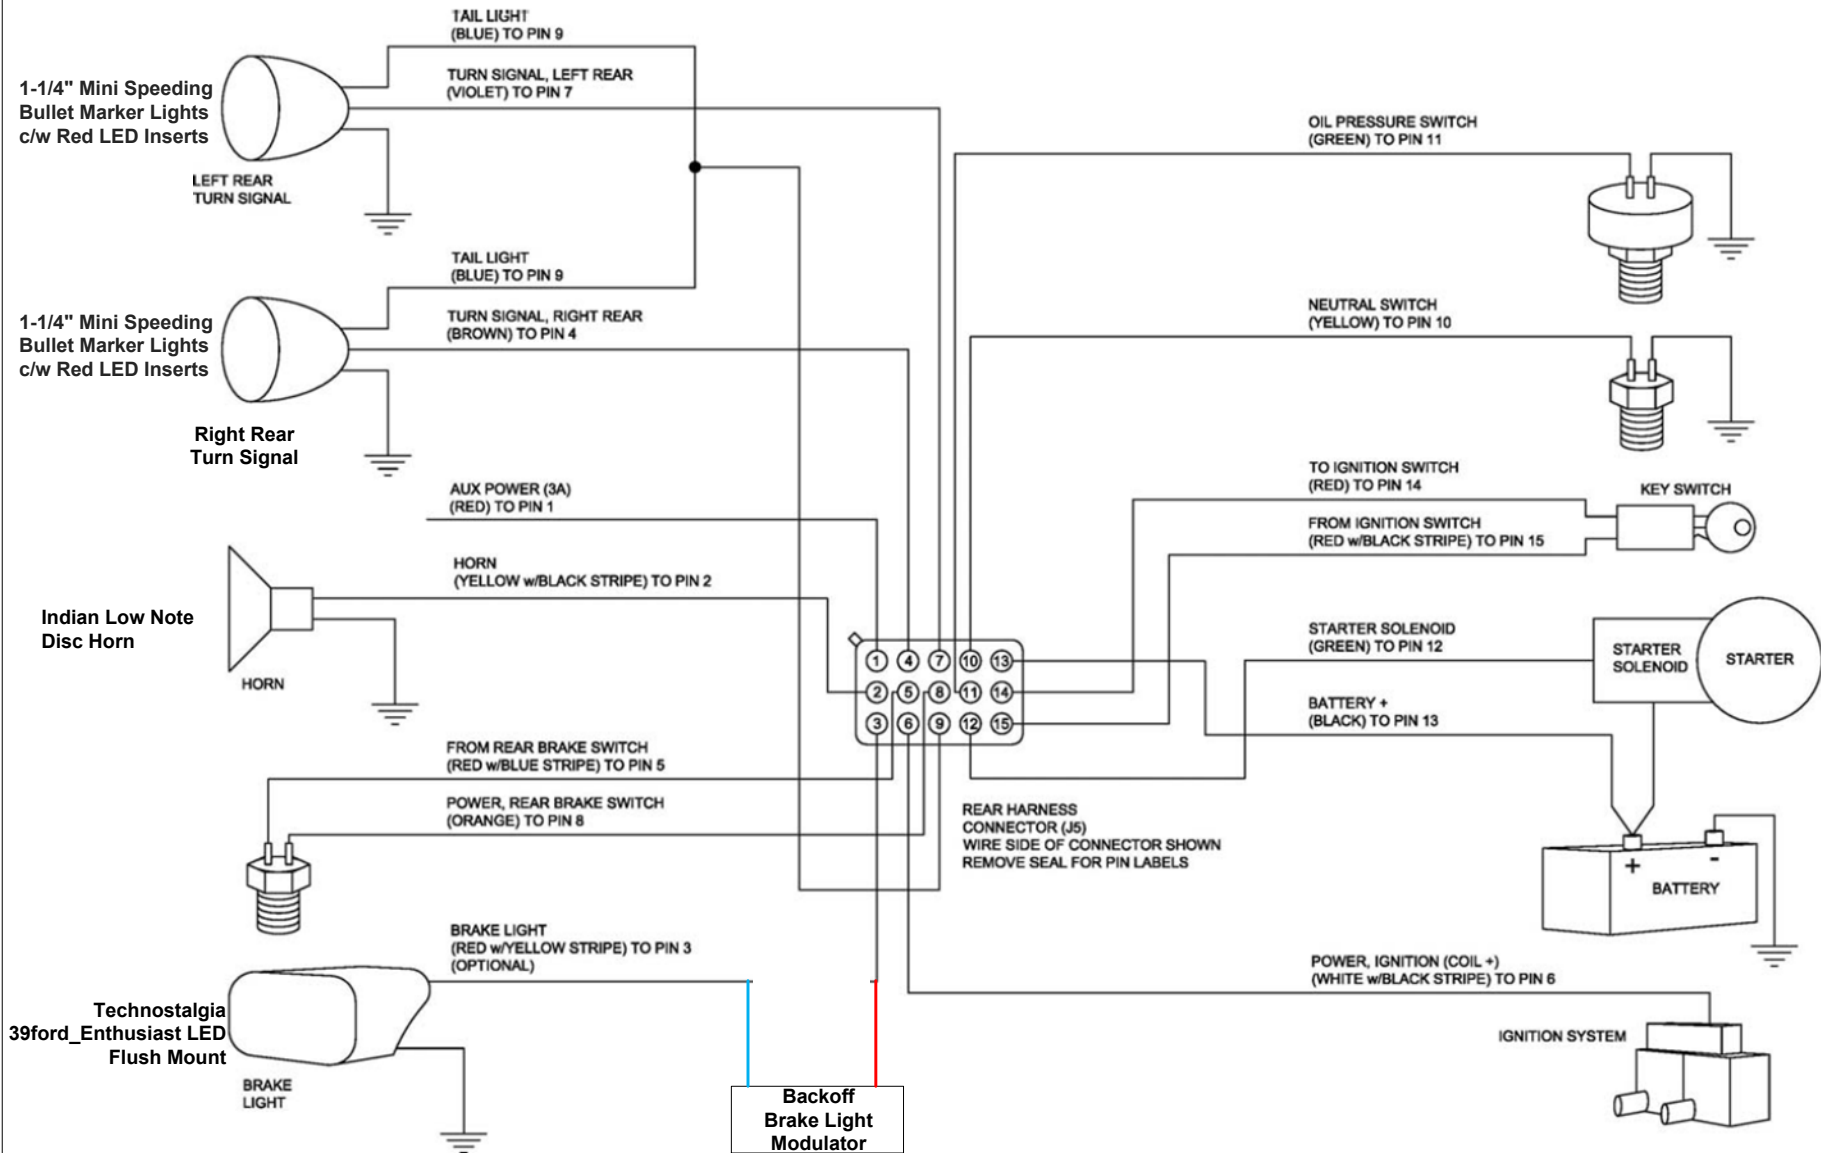 TAIL LIGHT
(BLUE) TO PIN 9
1-1/4" Mini Speeding
Bullet Marker Lights
c/w Red LED Inserts
TURN SIGNAL, LEFT REAR
(VIOLET) TO PIN 7
LEFT REAR
TURN SIGNAL
TAIL LIGHT
(BLUE) TO PIN 9
1-1/4" Mini Speeding
Bullet Marker Lights
c/w Red LED Inserts
TURN SIGNAL, RIGHT REAR
(BROWN) TO PIN 4
Right Rear
Turn Signal
AUX POWER (3A)
(RED) TO PIN 1
HORN
(YELLOW w/BLACK STRIPE) TO PIN 2
Indian Low Note
Disc Horn
HORN
FROM REAR BRAKE SWITCH
(RED w/BLUE STRIPE) TO PIN 5
POWER, REAR BRAKE SWITCH
(ORANGE) TO PIN 8
BRAKE LIGHT
(RED w/YELLOW STRIPE) TO PIN 3
(OPTIONAL)
Technostalgia
39ford_Enthusiast LED
Flush Mount
BRAKE
LIGHT
Backoff
Brake Light
Modulator
1 4 7 10 13
2 5 8 11 14
3 6 9 12 15
REAR HARNESS
CONNECTOR (J5)
WIRE SIDE OF CONNECTOR SHOWN
REMOVE SEAL FOR PIN LABELS
OIL PRESSURE SWITCH
(GREEN) TO PIN 11
NEUTRAL SWITCH
(YELLOW) TO PIN 10
TO IGNITION SWITCH
(RED) TO PIN 14
KEY SWITCH
FROM IGNITION SWITCH
(RED w/BLACK STRIPE) TO PIN 15
STARTER SOLENOID
(GREEN) TO PIN 12
STARTER
SOLENOID
STARTER
BATTERY +
(BLACK) TO PIN 13
+ -
BATTERY
POWER, IGNITION (COIL +)
(WHITE w/BLACK STRIPE) TO PIN 6
IGNITION SYSTEM